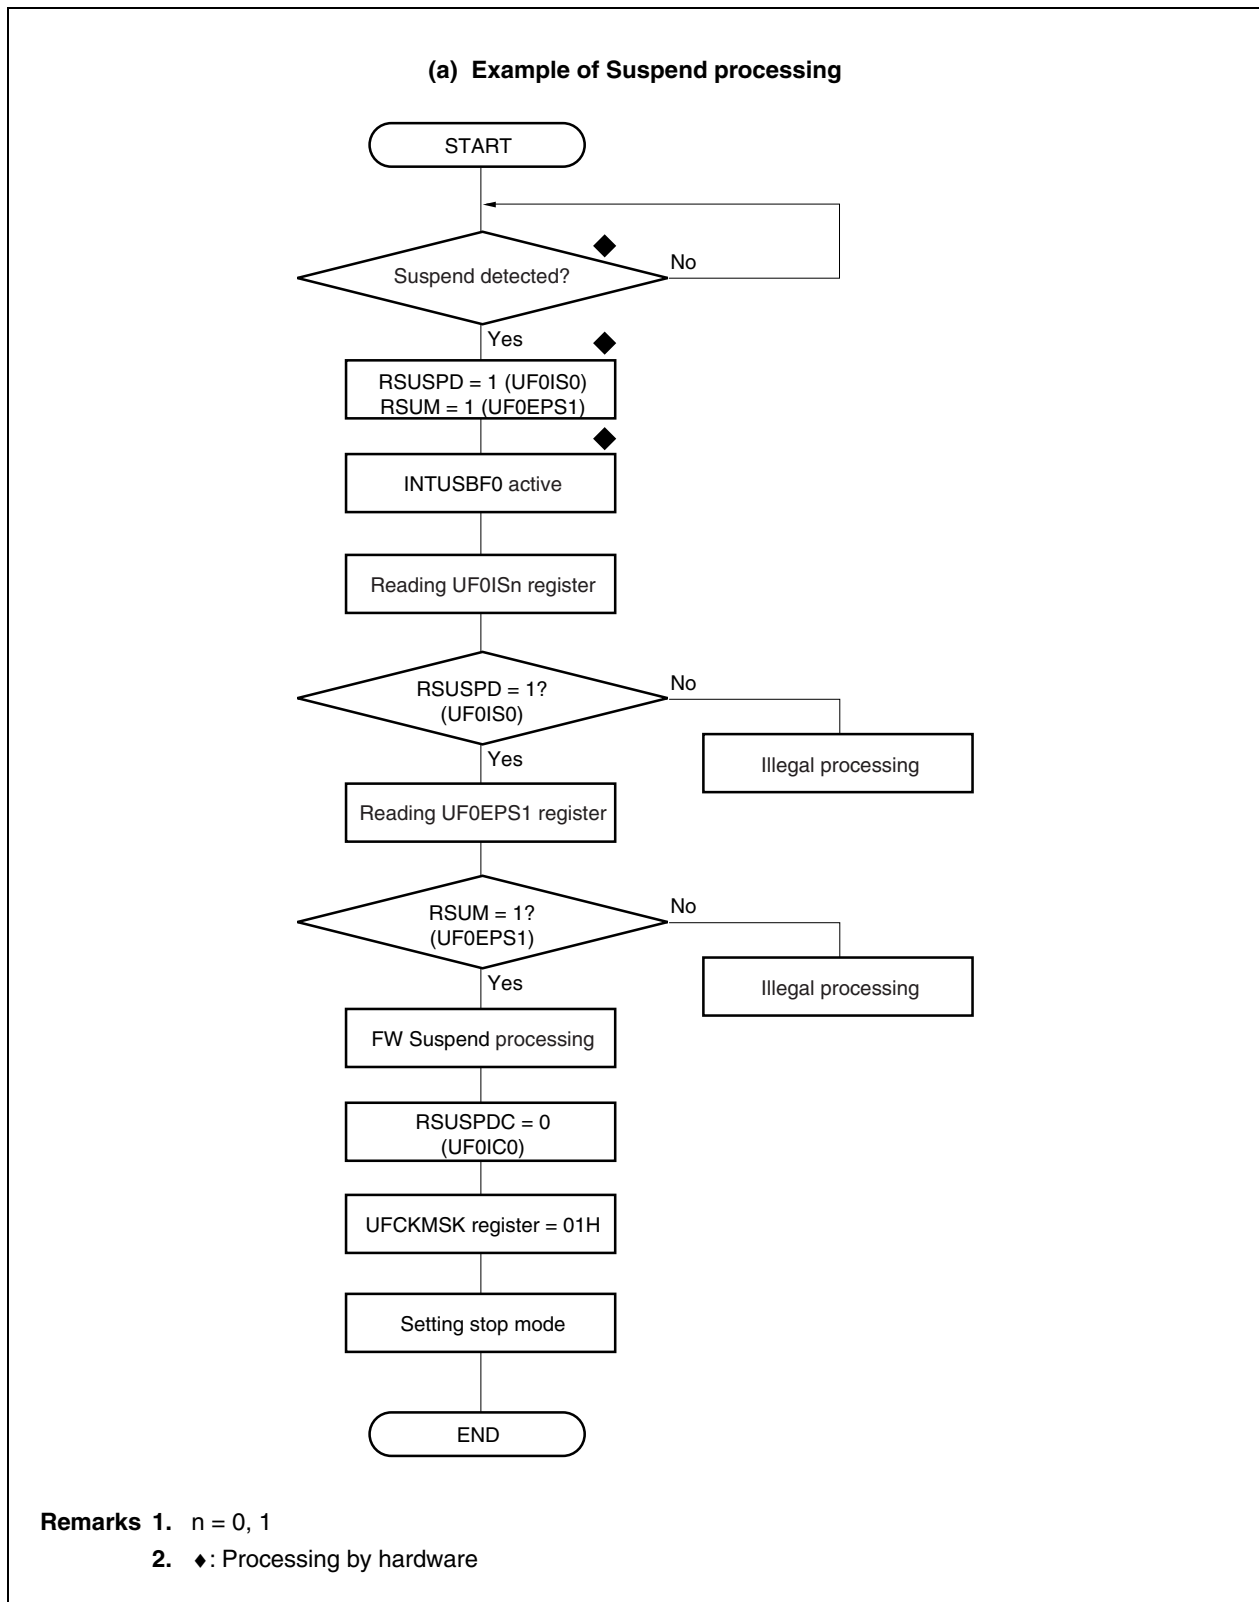 (a) Example of Suspend processing
START
Suspend detected?
No
Yes
RSUSPD = 1 (UF0IS0)
RSUM = 1 (UF0EPS1)
INTUSBF0 active
Reading UF0ISn register
RSUSPD = 1?
(UF0IS0)
No
Yes
Illegal processing
Reading UF0EPS1 register
RSUM = 1?
(UF0EPS1)
No
Yes
Illegal processing
FW Suspend processing
RSUSPDC = 0
(UF0IC0)
UFCKMSK register = 01H
Setting stop mode
END
Remarks 1. n = 0, 1
2. ♦: Processing by hardware